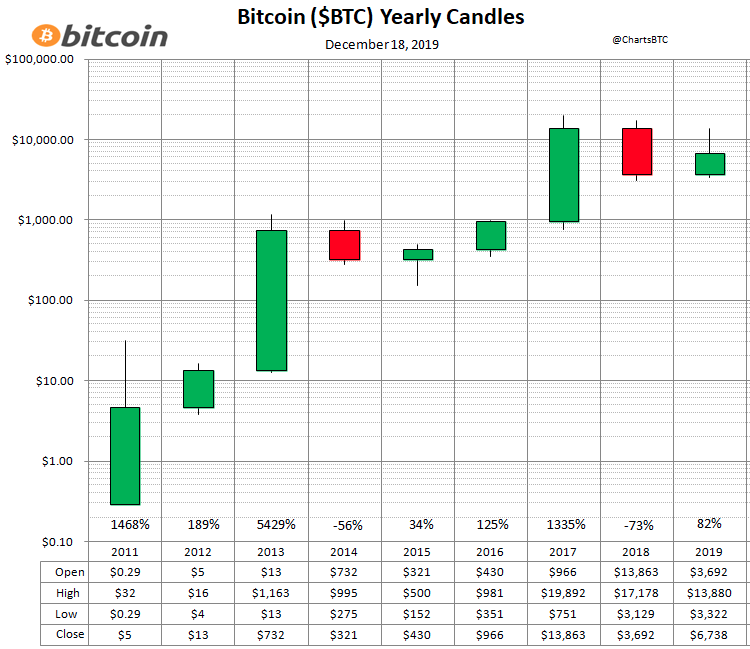 Bitcoin ($BTC) Yearly Candles
bitcoin
December 18, 2019
@ChartsBTC
$100,000.00
$10,000.00
$1,000.00
$100.00
$10.00
$1.00
$0.10
1468% 189% 5429% -56% 34% 125% 1335% -73% 82%
2011 2012 2013 2014 2015 2016 2017 2018 2019
Open $0.29 $5 $13 $732 $321 $430 $966 $13,863 $3,692
High $32 $16 $1,163 $995 $500 $981 $19,892 $17,178 $13,880
Low $0.29 $4 $13 $275 $152 $351 $751 $3,129 $3,322
Close $5 $13 $732 $321 $430 $966 $13,863 $3,692 $6,738